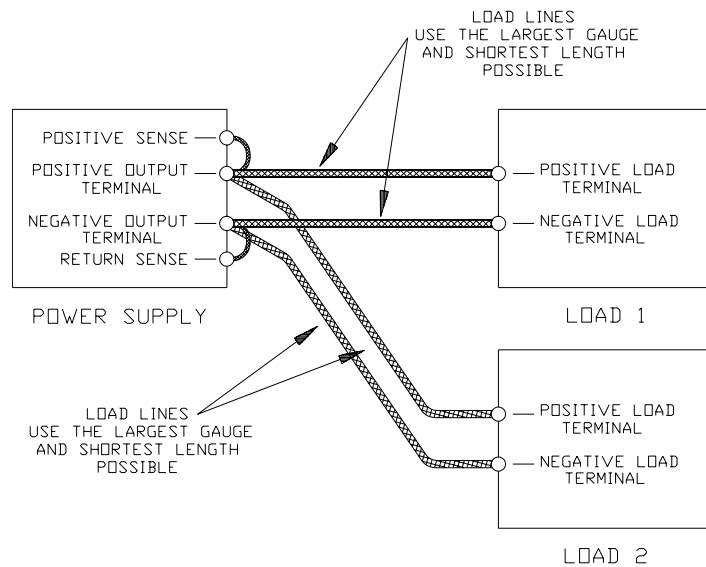 LOAD LINES
USE THE LARGEST GAUGE
AND SHORTEST LENGTH
POSSIBLE
POSITIVE SENSE
POSITIVE OUTPUT
TERMINAL
NEGATIVE OUTPUT
TERMINAL
RETURN SENSE
POWER SUPPLY
POSITIVE LOAD
TERMINAL
NEGATIVE LOAD
TERMINAL
LOAD 1
LOAD LINES
USE THE LARGEST GAUGE
AND SHORTEST LENGTH
POSSIBLE
POSITIVE LOAD
TERMINAL
NEGATIVE LOAD
TERMINAL
LOAD 2